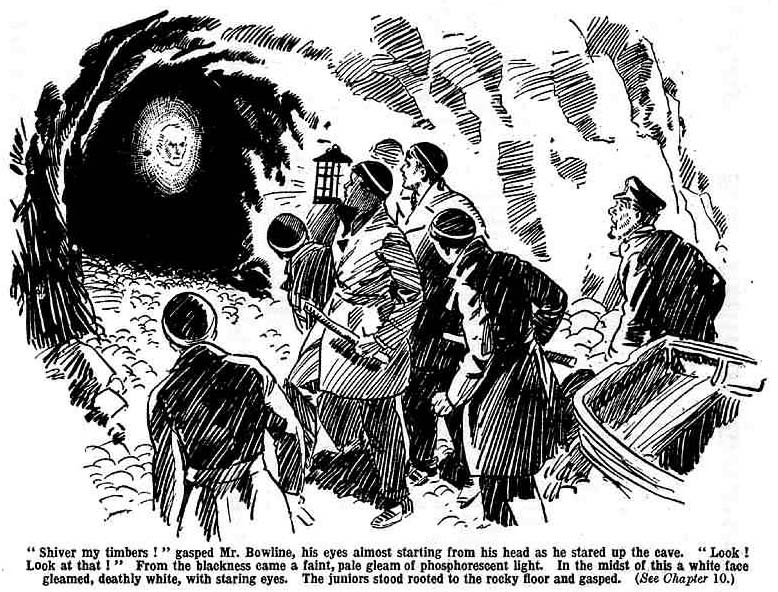 " Shiver my timbers ! " gasped Mr. Bowline, his eyes almost starting from his head as he stared up the cave. " Look !
Look at that ! " From the blackness came a faint, pale gleam of phosphorescent light. In the midst of this a white face
gleamed, deathly white, with staring eyes. The juniors stood rooted to the rocky floor and gasped. (See Chapter 10.)